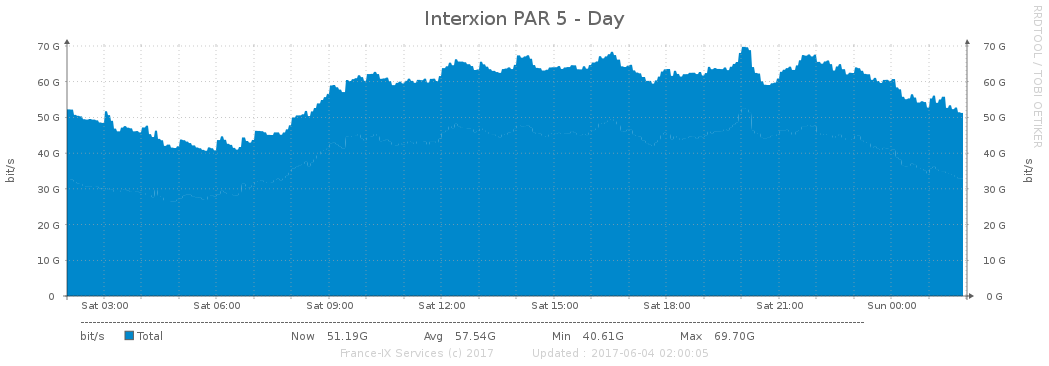 Interxion PAR 5 - Day
RRDTOOL / TOBI OETIKER
70 G 70 G
60 G 60 G
50 G 50 G
40 G 40 G
30 G 30 G
20 G 20 G
10 G 10 G
0 0 G
bit/s bit/s
Sat 03:00 Sat 06:00 Sat 09:00 Sat 12:00 Sat 15:00 Sat 18:00 Sat 21:00 Sun 00:00
bit/s Total Now 51.19G Avg 57.54G Min 40.61G Max 69.70G
France-IX Services (c) 2017 Updated : 2017-06-04 02:00:05